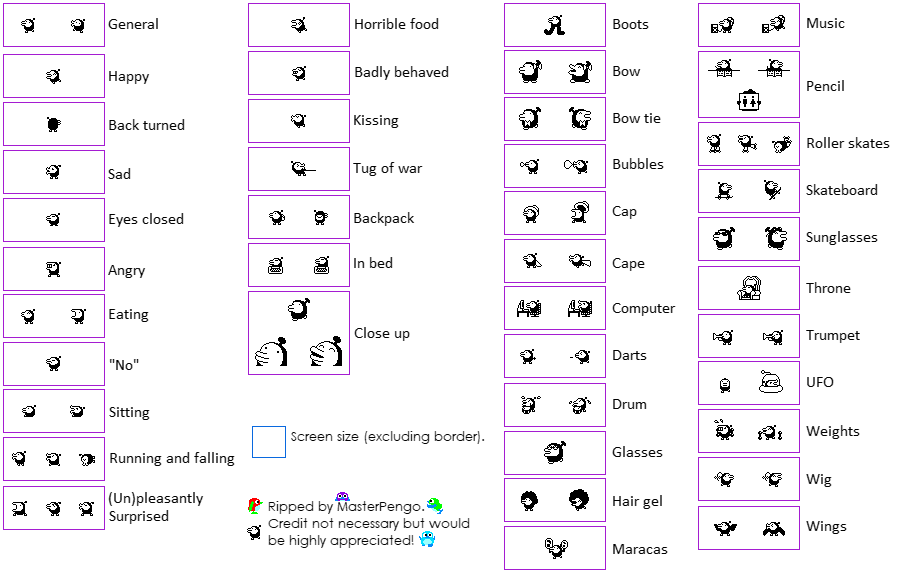 General
Happy
Back turned
Sad
Eyes closed
Angry
Eating
"No"
Sitting
Running and falling
(Un)pleasantly
Surprised
Horrible food
Badly behaved
Kissing
Tug of war
Backpack
In bed
Close up
Screen size (excluding border).
Ripped by MasterPengo.
Credit not necessary but would
be highly appreciated!
Boots
Bow
Bow tie
Bubbles
Cap
Cape
Computer
Darts
Drum
Glasses
Hair gel
Maracas
Music
Pencil
Roller skates
Skateboard
Sunglasses
Throne
Trumpet
UFO
Weights
Wig
Wings